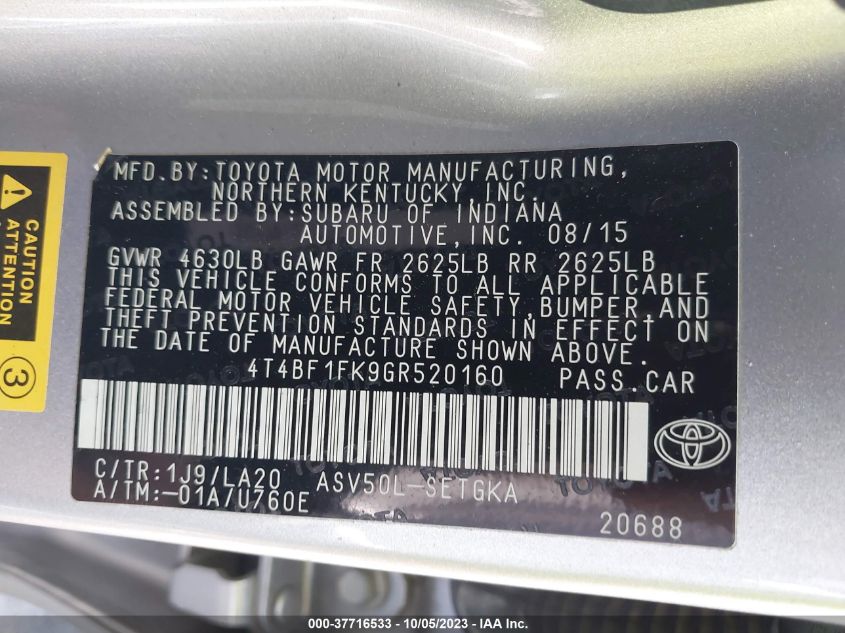 MFD.BY:TOYOTA MOTOR MANUFACTURING,
NORTHERN KENTUCKY,INC.
ASSEMBLED BY:SUBARU OF INDIANA
AUTOMOTIVE,INC. 08/15
GVWR 4630LB GAWR FR 2625LB RR 2625LB
THIS VEHICLE CONFORMS TO ALL APPLICABLE
FEDERAL MOTOR VEHICLE SAFETY,BUMPER,AND
THEFT PREVENTION STANDARDS IN EFFECT ON
THE DATE OF MANUFACTURE SHOWN ABOVE.
4T4BF1FK9GR520160 PASS.CAR
C/TR:1J9/LA20 ASV50L-SETGKA
A/TM:-01A/U760E
20688
CAUTION
ATTENTION
3
000-37716533 - 10/05/2023 - IAA Inc.